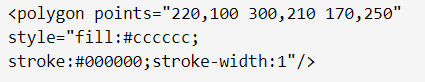 <polygon points="220,100 300,210 170,250"
style="fill:#cccccc;
stroke:#000000;stroke-width:1"/>